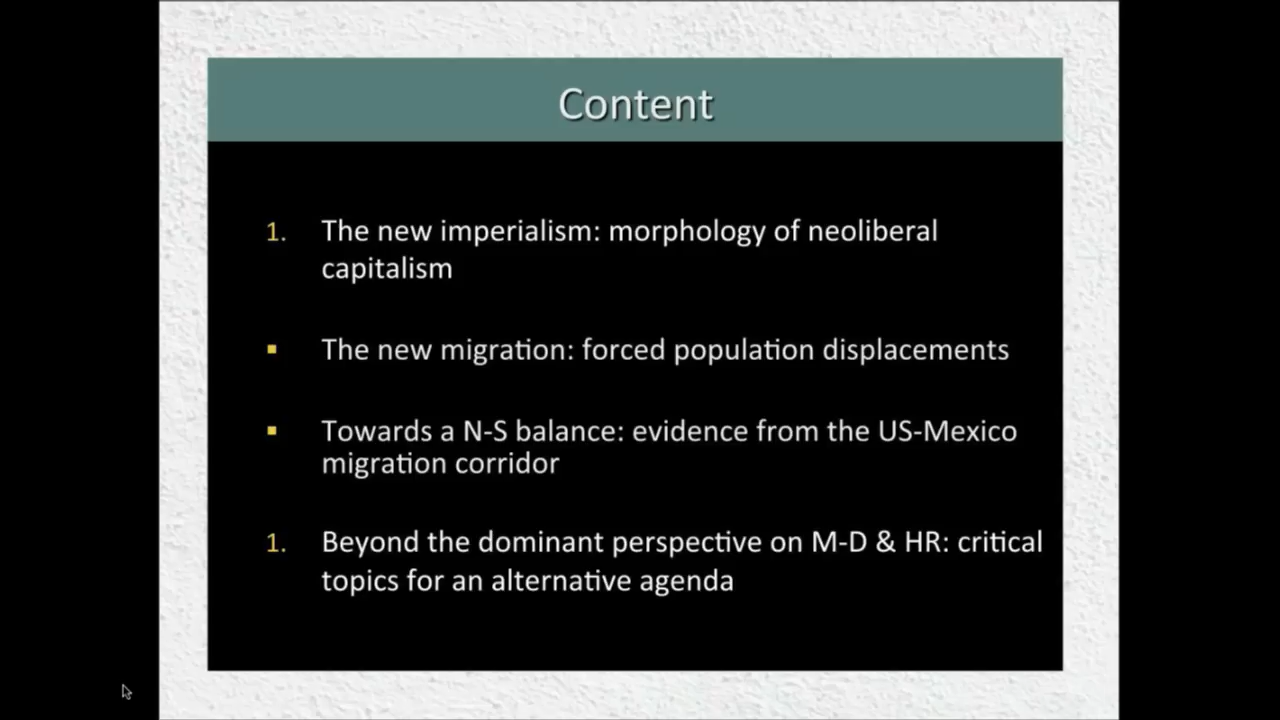 Content
1. The new imperialism: morphology of neoliberal
capitalism
▪ The new migration: forced population displacements
▪ Towards a N-S balance: evidence from the US-Mexico
migration corridor
1. Beyond the dominant perspective on M-D & HR: critical
topics for an alternative agenda